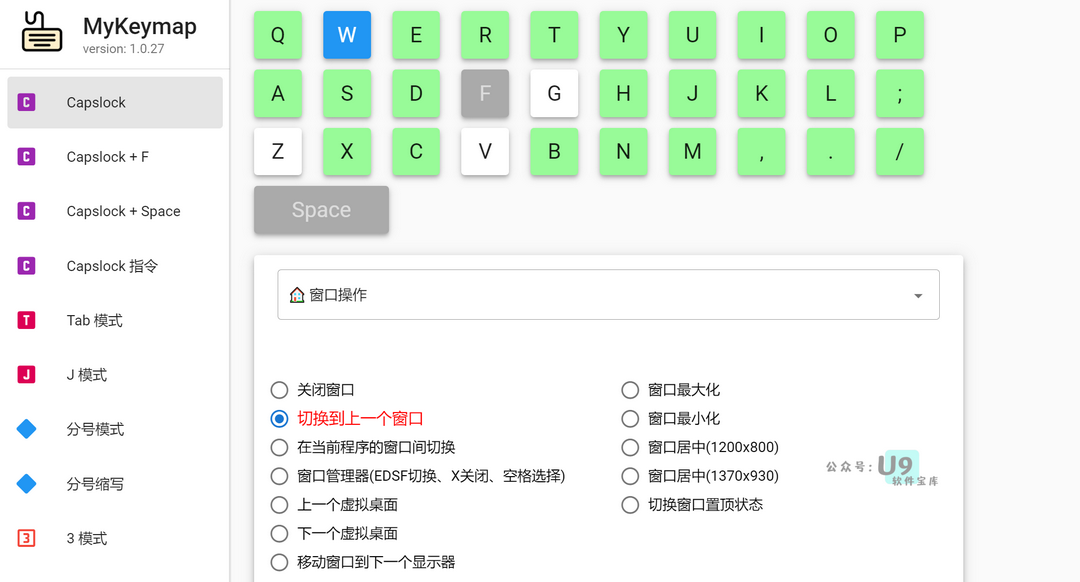 MyKeymap
version: 1.0.27
Capslock
Capslock + F
Capslock + Space
Capslock 指令
Tab 模式
J 模式
分号模式
分号缩写
3 模式
Q W E R T Y U I O P
A S D F G H J K L ;
Z X C V B N M , . /
Space
窗口操作
关闭窗口
切换到上一个窗口
在当前程序的窗口间切换
窗口管理器(EDSF切换、X关闭、空格选择)
上一个虚拟桌面
下一个虚拟桌面
移动窗口到下一个显示器
窗口最大化
窗口最小化
窗口居中(1200x800)
窗口居中(1370x930)
切换窗口置顶状态
公众号: U9
软件宝库